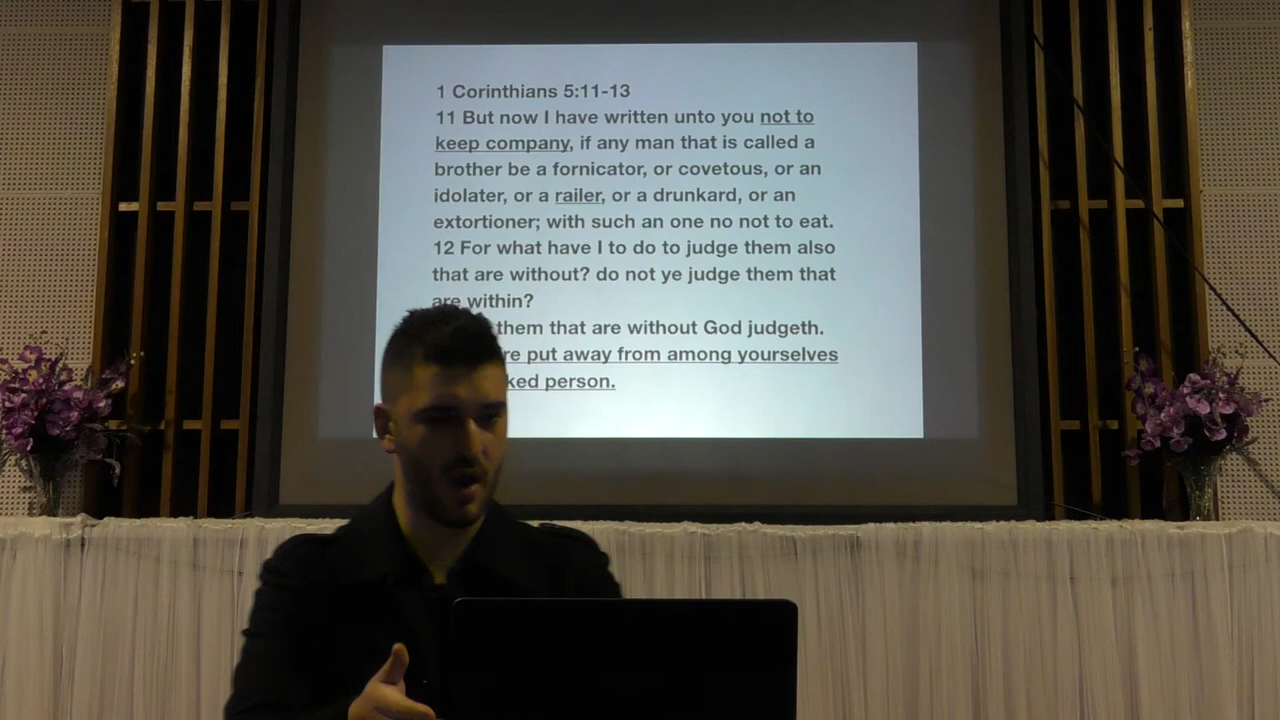 1 Corinthians 5:11-13
11 But now I have written unto you not to
keep company, if any man that is called a
brother be a fornicator, or covetous, or an
idolater, or a railer, or a drunkard, or an
extortioner; with such an one no not to eat.
12 For what have I to do to judge them also
that are without? do not ye judge them that
are within?
them that are without God judgeth.
put away from among yourselves
person.